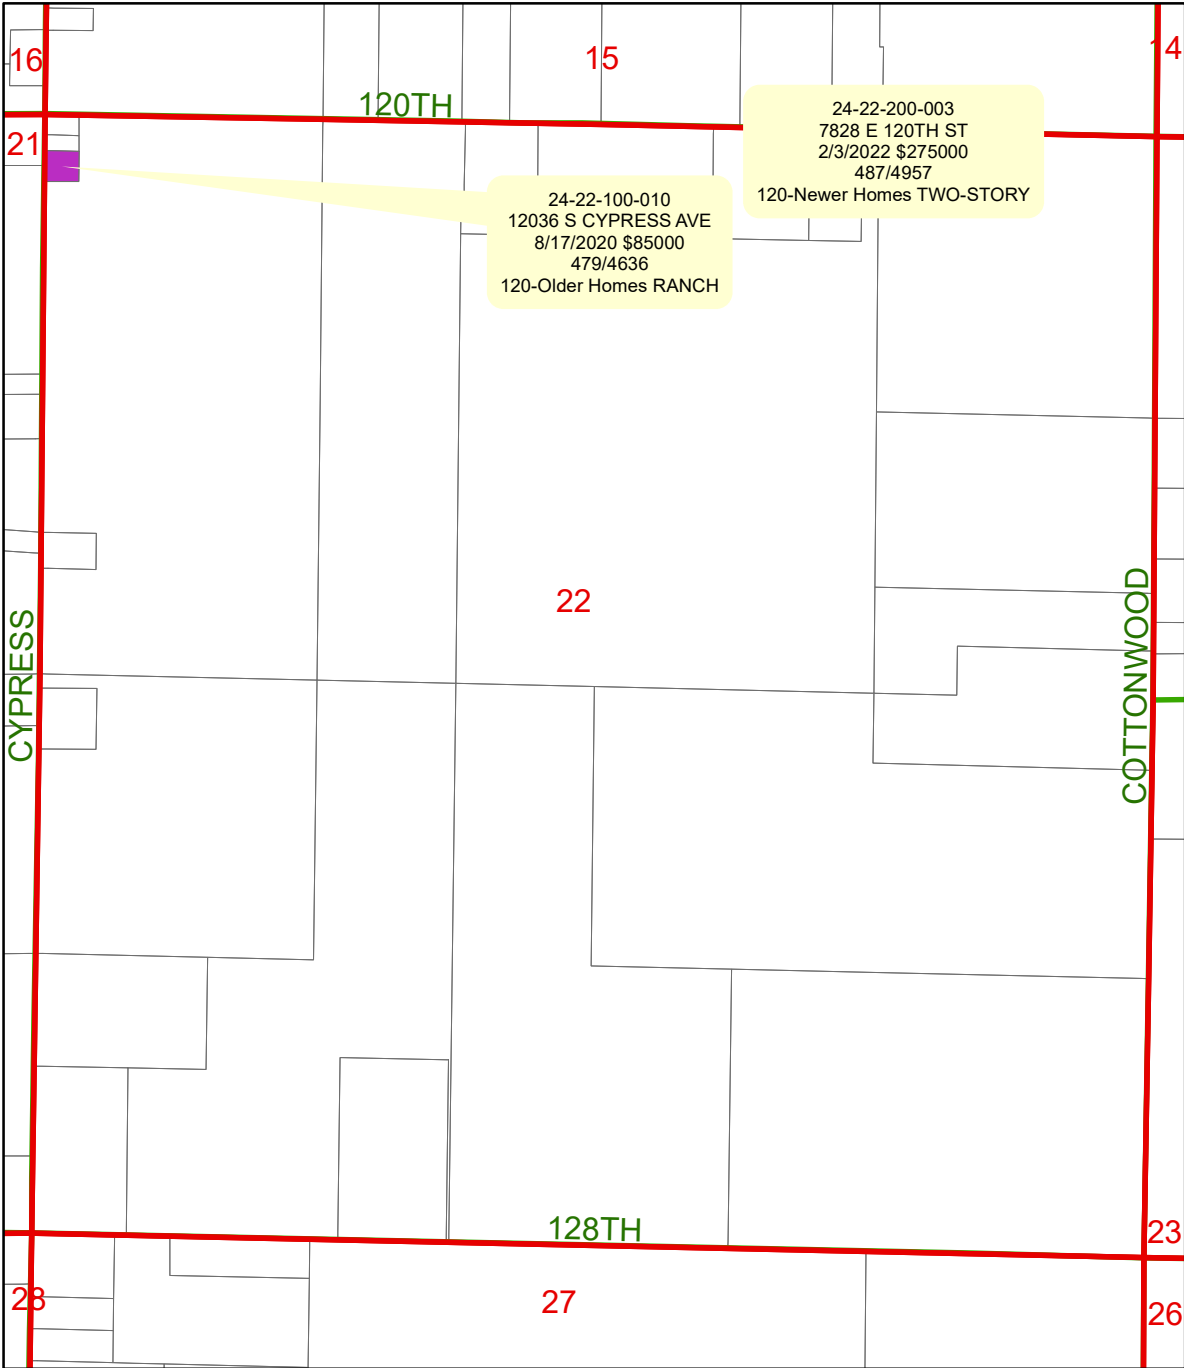 16
15
14
120TH
21
24-22-200-003
7828 E 120TH ST
2/3/2022 $275000
487/4957
120-Newer Homes TWO-STORY
24-22-100-010
12036 S CYPRESS AVE
8/17/2020 $85000
479/4636
120-Older Homes RANCH
22
CYPRESS
COTTONWOOD
128TH
23
28
27
26